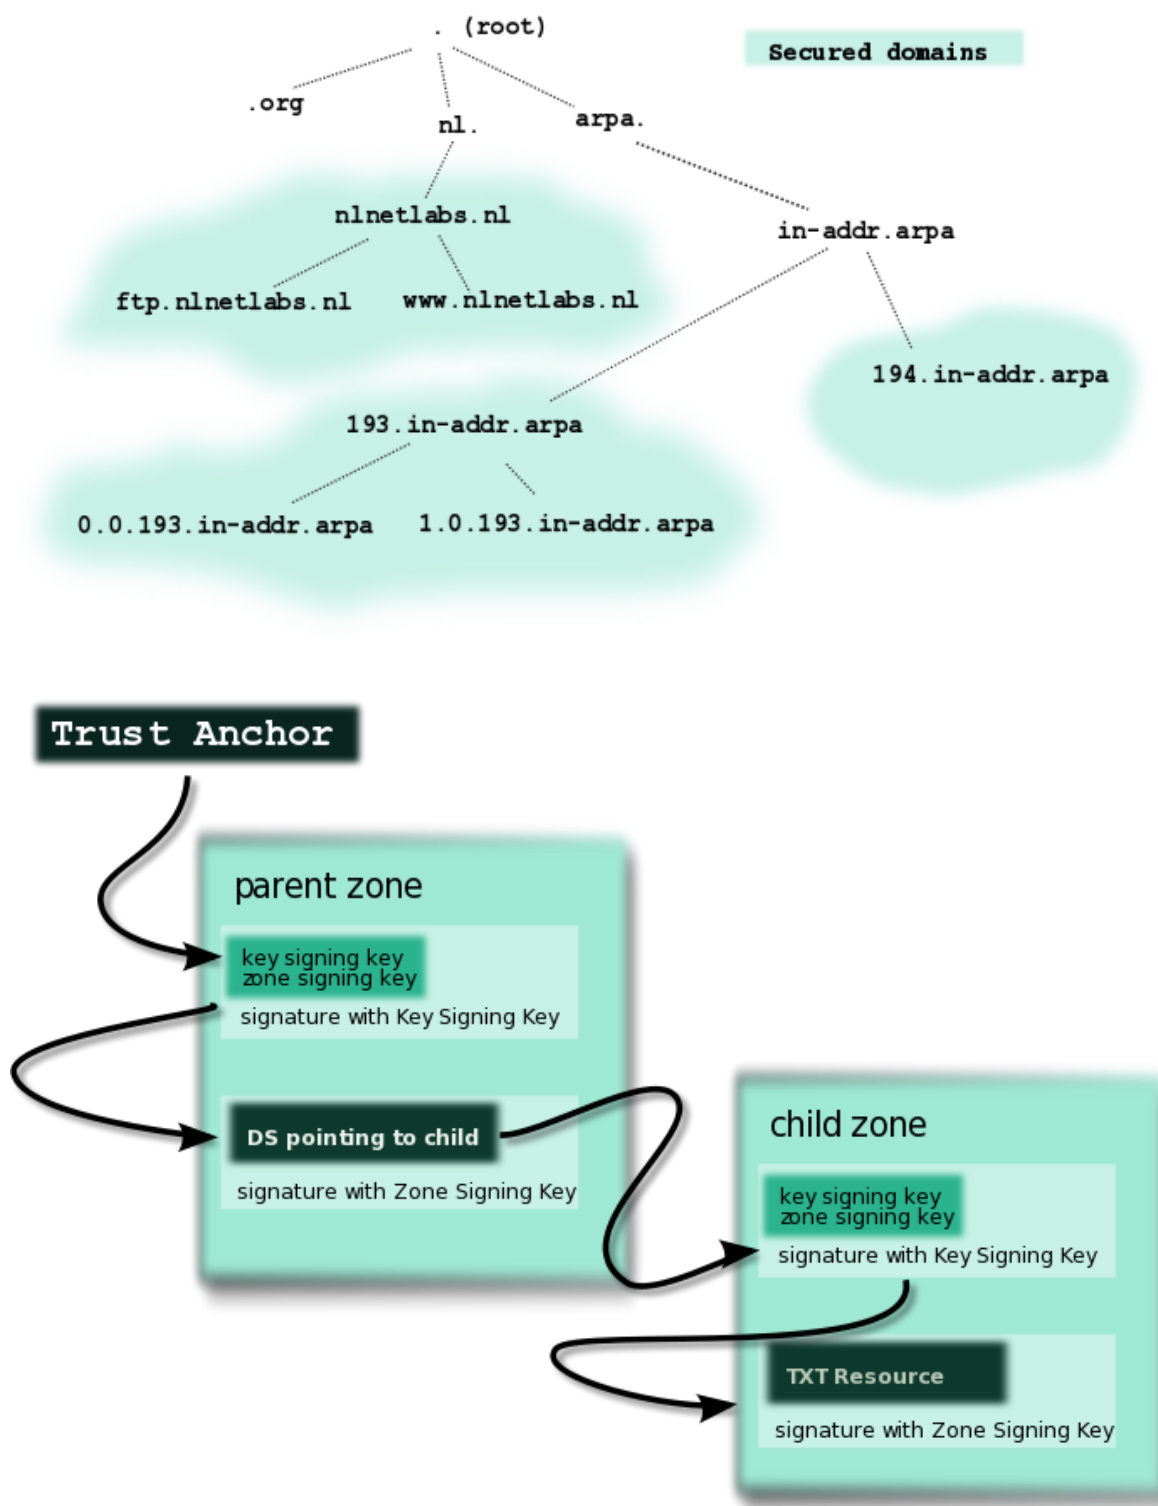 . (root)
Secured domains
.org
nl.
arpa.
nlnetlabs.nl
in-addr.arpa
ftp.nlnetlabs.nl
www.nlnetlabs.nl
194.in-addr.arpa
193.in-addr.arpa
0.0.193.in-addr.arpa
1.0.193.in-addr.arpa
Trust Anchor
parent zone
key signing key
zone signing key
signature with Key Signing Key
DS pointing to child
signature with Zone Signing Key
child zone
key signing key
zone signing key
signature with Key Signing Key
TXT Resource
signature with Zone Signing Key